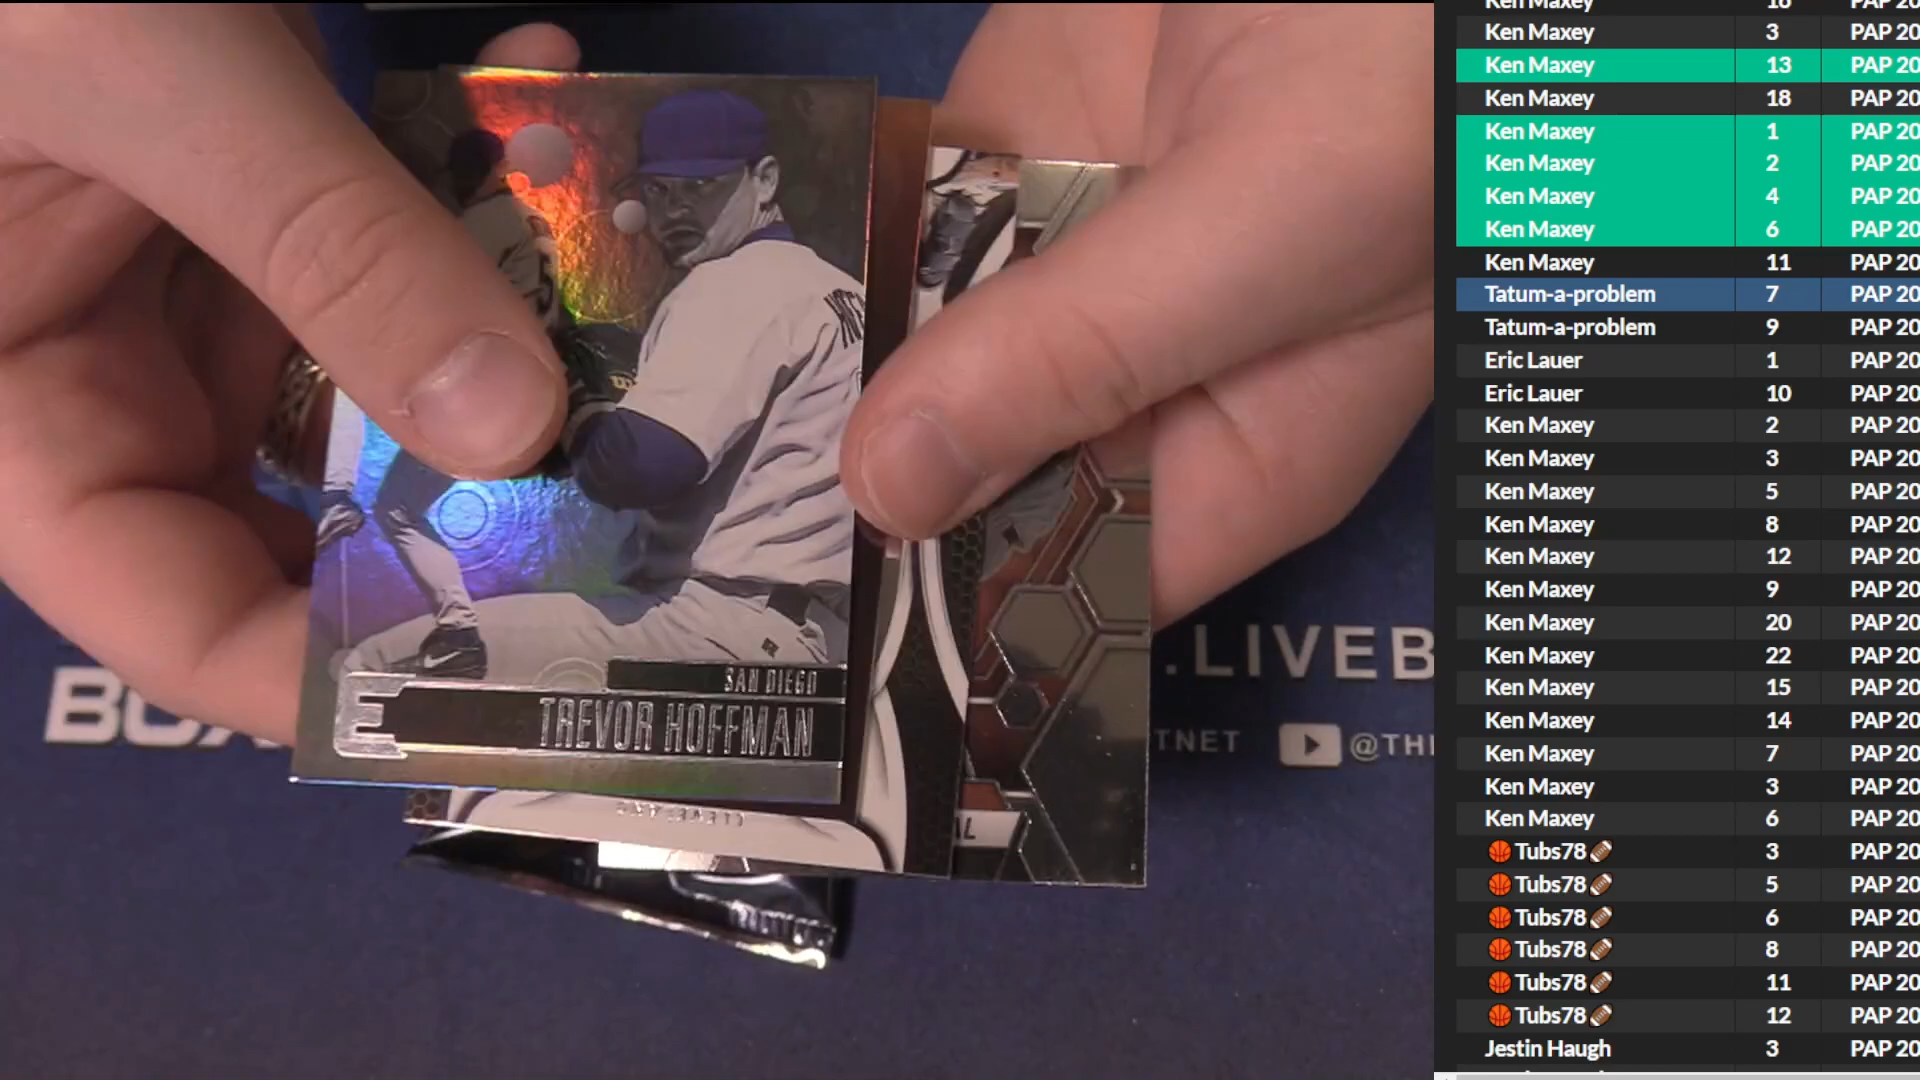 SAN DIEGO
TREVOR HOFFMAN
E
CLEVELAND
AL
.LIVEB
TNET
@TH
Ken Maxey 16 PAP 20
Ken Maxey 3 PAP 20
Ken Maxey 13 PAP 20
Ken Maxey 18 PAP 20
Ken Maxey 1 PAP 20
Ken Maxey 2 PAP 20
Ken Maxey 4 PAP 20
Ken Maxey 6 PAP 20
Ken Maxey 11 PAP 20
Tatum-a-problem 7 PAP 20
Tatum-a-problem 9 PAP 20
Eric Lauer 1 PAP 20
Eric Lauer 10 PAP 20
Ken Maxey 2 PAP 20
Ken Maxey 3 PAP 20
Ken Maxey 5 PAP 20
Ken Maxey 8 PAP 20
Ken Maxey 12 PAP 20
Ken Maxey 9 PAP 20
Ken Maxey 20 PAP 20
Ken Maxey 22 PAP 20
Ken Maxey 15 PAP 20
Ken Maxey 14 PAP 20
Ken Maxey 7 PAP 20
Ken Maxey 3 PAP 20
Ken Maxey 6 PAP 20
🏀 Tubs78🏈 3 PAP 20
🏀 Tubs78🏈 5 PAP 20
🏀 Tubs78🏈 6 PAP 20
🏀 Tubs78🏈 8 PAP 20
🏀 Tubs78🏈 11 PAP 20
🏀 Tubs78🏈 12 PAP 20
Jestin Haugh 3 PAP 20